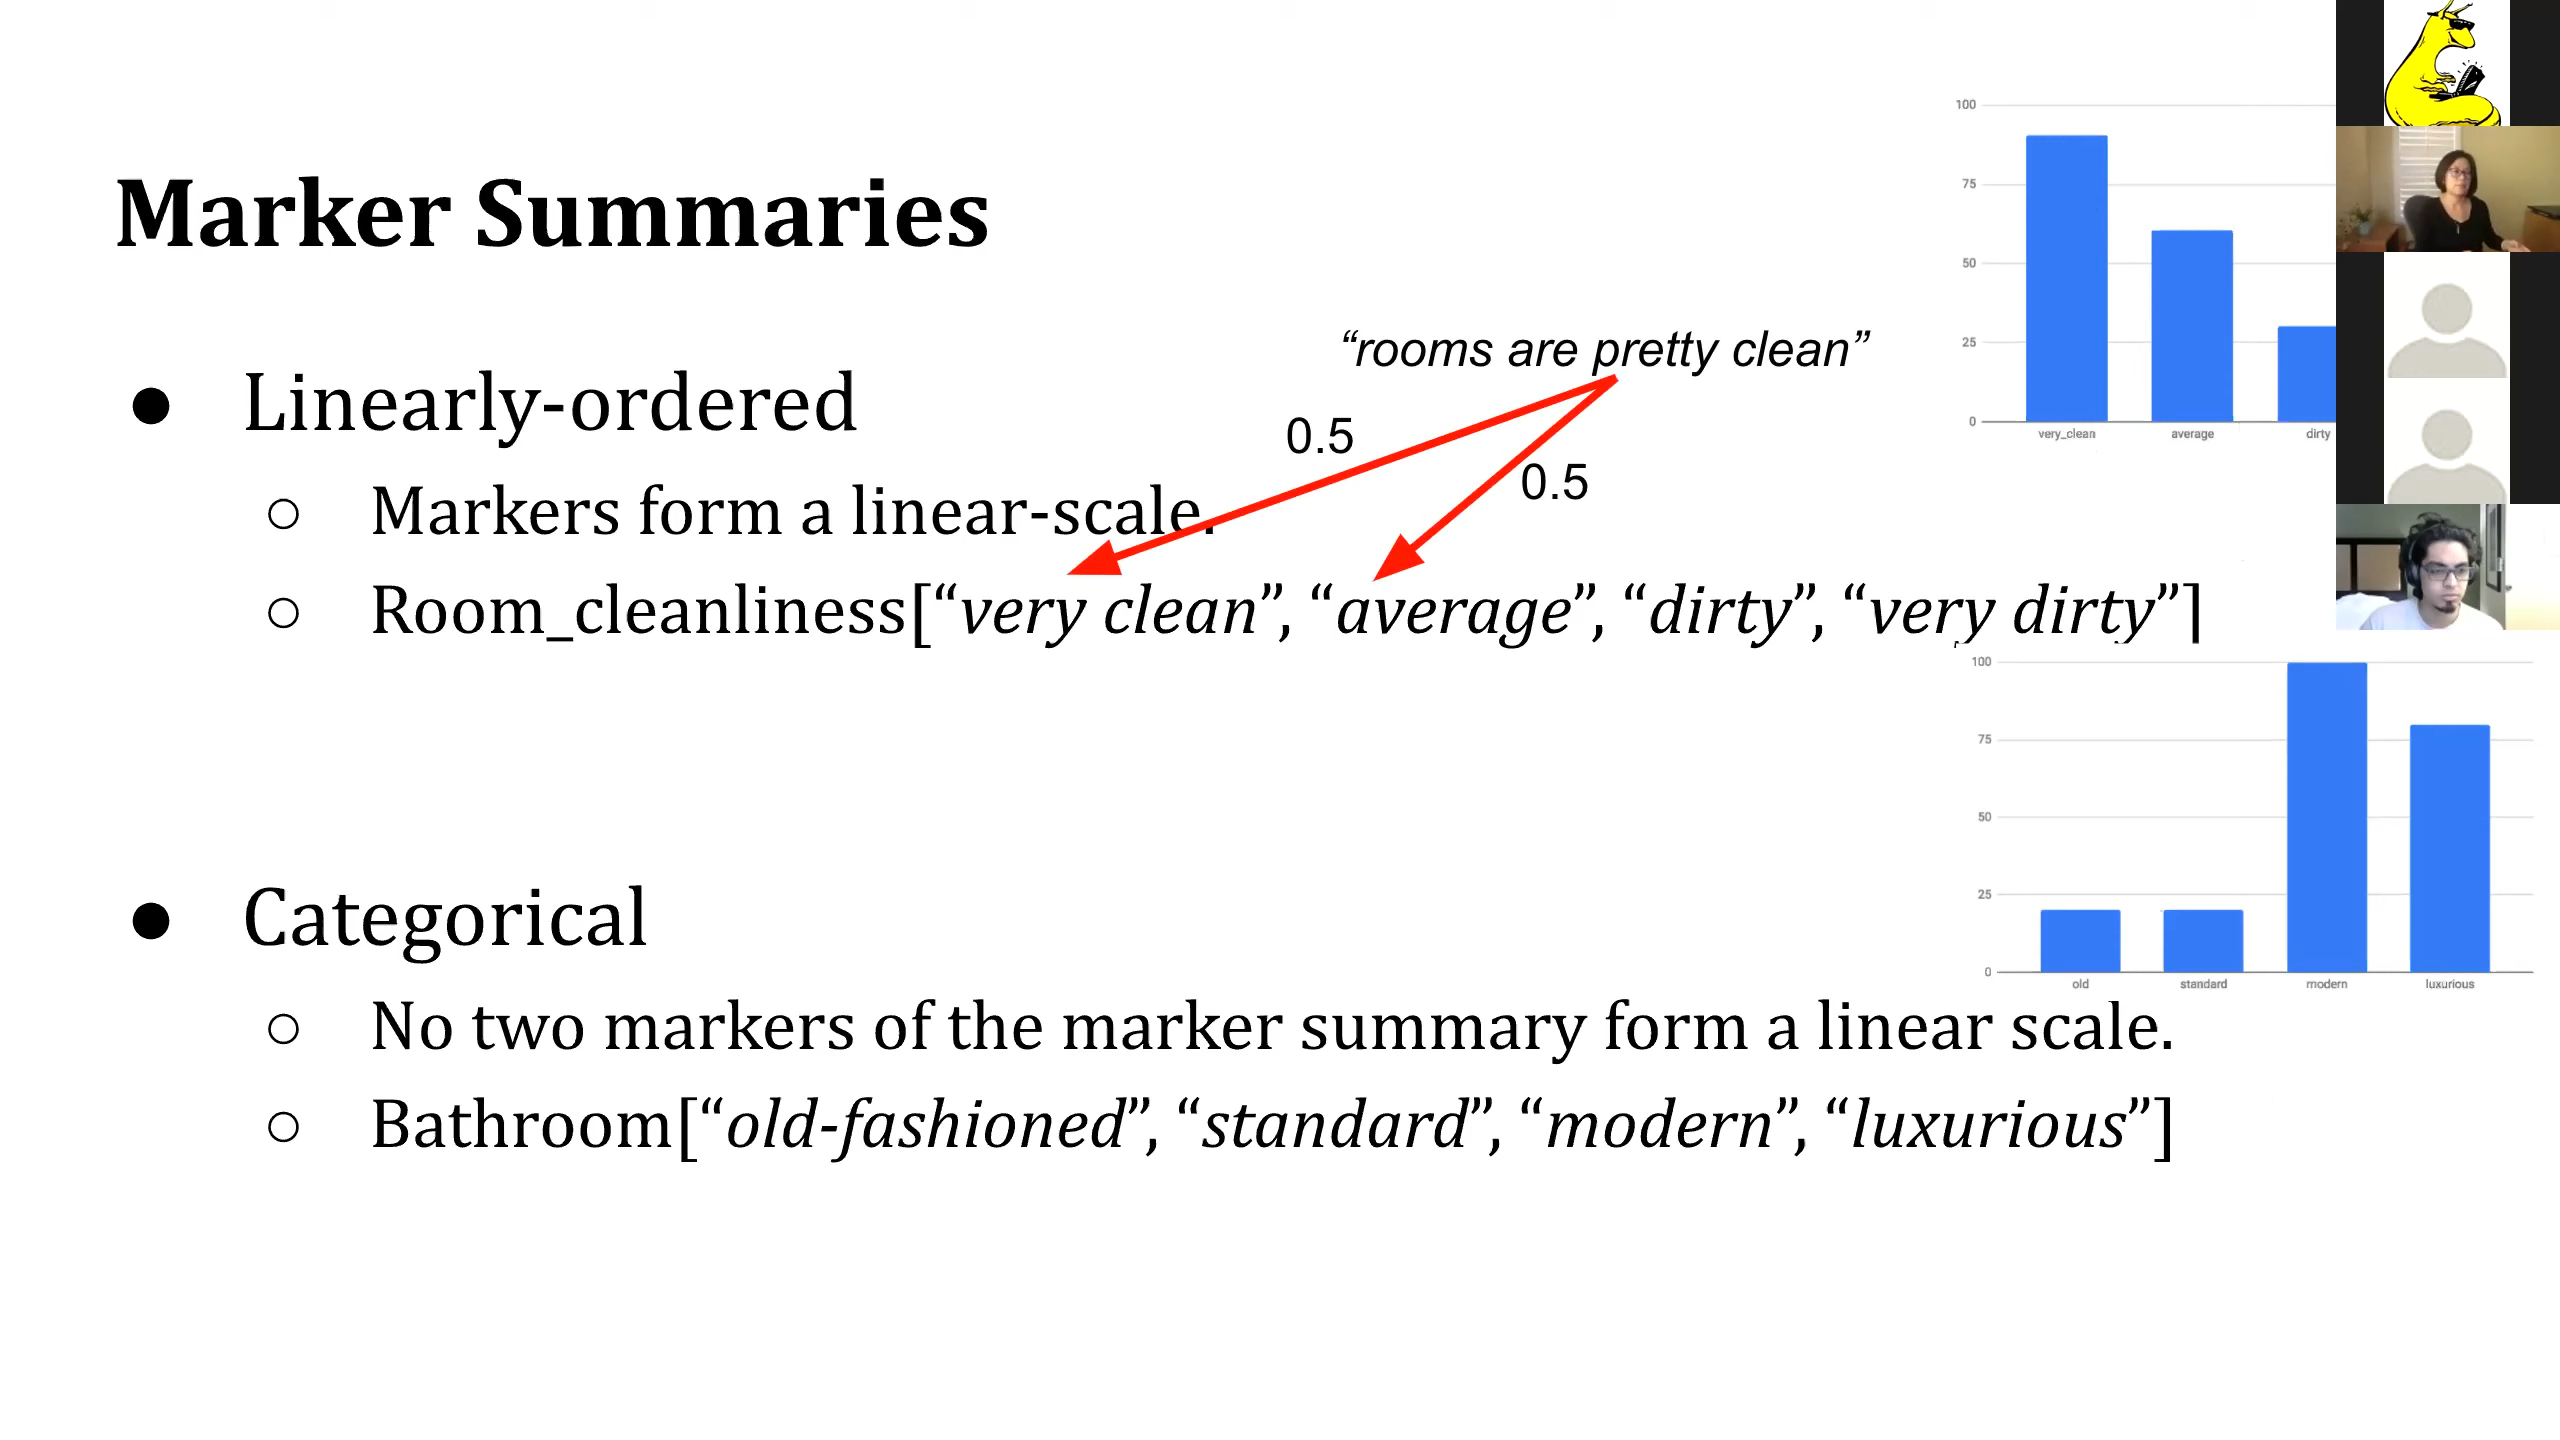 Marker Summaries
● Linearly-ordered
“rooms are pretty clean”
0.5
0.5
○ Markers form a linear-scale.
○ Room_cleanliness[“very clean”, “average”, “dirty”, “very dirty”]
100
75
50
25
0
very_clean average dirty
● Categorical
100
75
50
25
0
old standard modern luxurious
○ No two markers of the marker summary form a linear scale.
○ Bathroom[“old-fashioned”, “standard”, “modern”, “luxurious”]